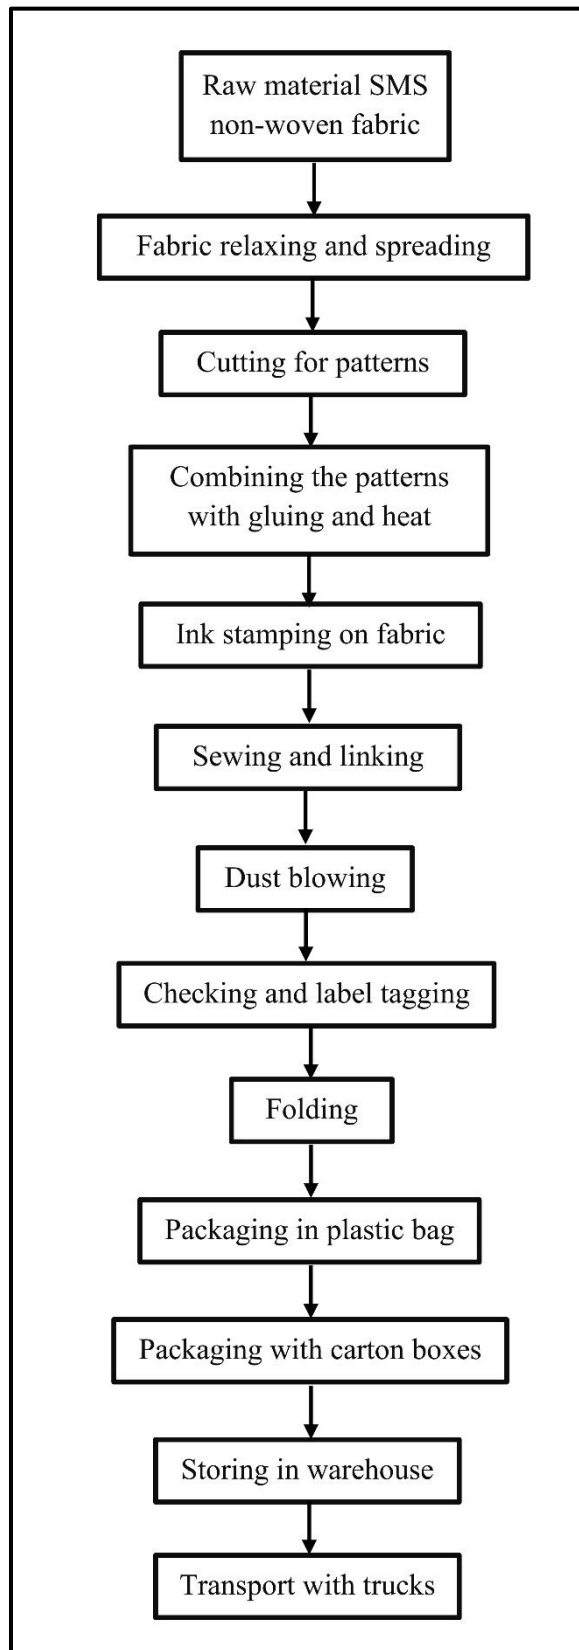 Raw material SMS
non-woven fabric
Fabric relaxing and spreading
Cutting for patterns
Combining the patterns
with gluing and heat
Ink stamping on fabric
Sewing and linking
Dust blowing
Checking and label tagging
Folding
Packaging in plastic bag
Packaging with carton boxes
Storing in warehouse
Transport with trucks